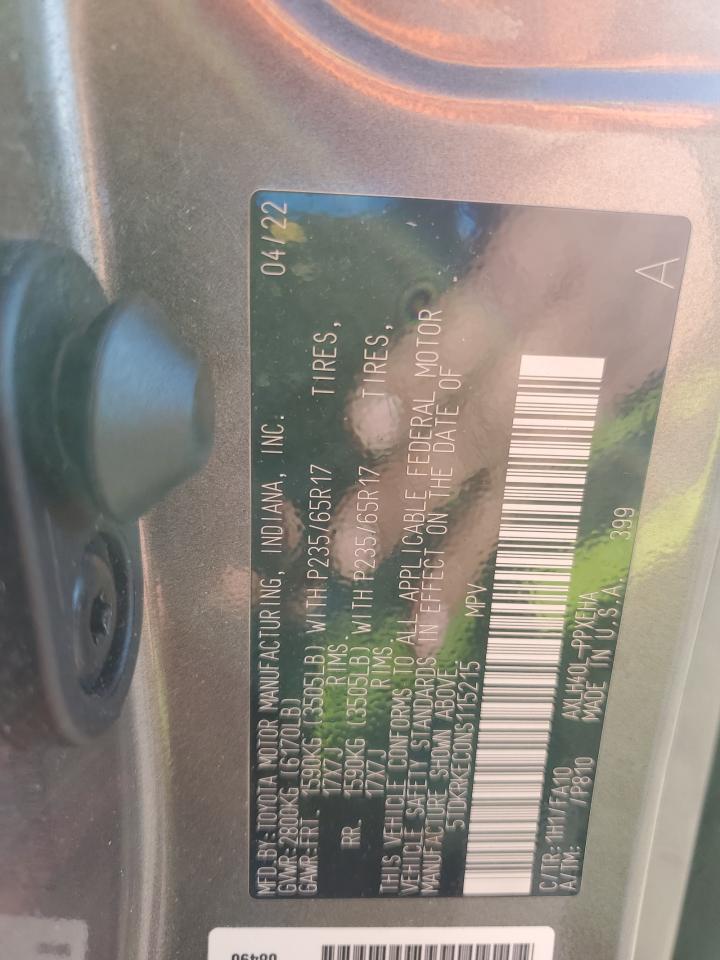 MFD.BY:TOYOTA MOTOR MANUFACTURING, INDIANA, INC. 04/22
GVWR:2800KG (6170LB)
GAWR:FRT. 1590KG (3505LB) WITH P235/65R17 TIRES,
17X7J RIMS.
RR. 1590KG (3505LB) WITH P235/65R17 TIRES,
17X7J RIMS.
THIS VEHICLE CONFORMS TO ALL APPLICABLE FEDERAL MOTOR
VEHICLE SAFETY STANDARDS IN EFFECT ON THE DATE OF
MANUFACTURE SHOWN ABOVE.
5TDKRKEC0NS115215 MPV
C/TR: 1H1/FA10 AXLH40L-PPXEHA
A/TM: /P810 MADE IN U.S.A. 399
A